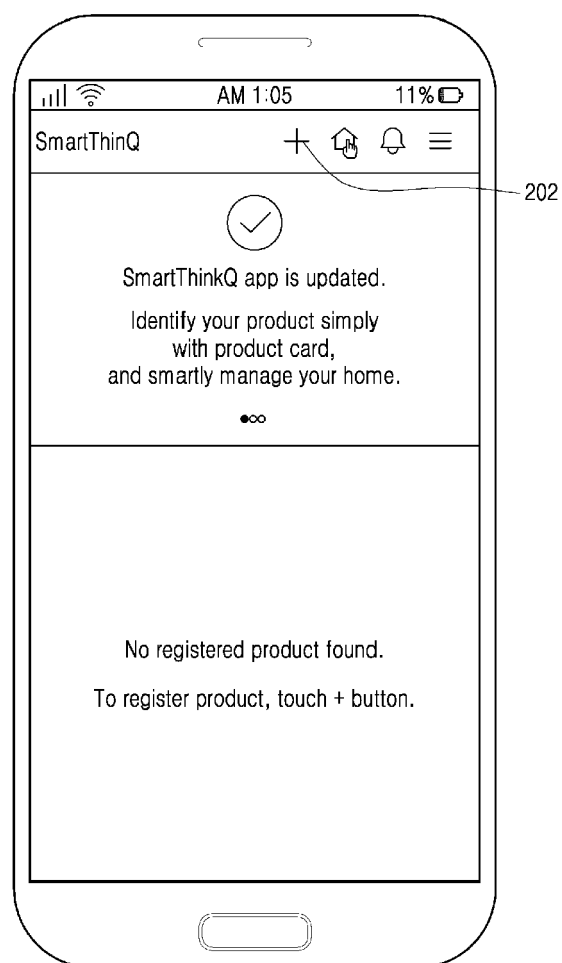 AM 1:05 11%
SmartThinQ
202
SmartThinkQ app is updated.
Identify your product simply
with product card,
and smartly manage your home.
No registered product found.
To register product, touch + button.